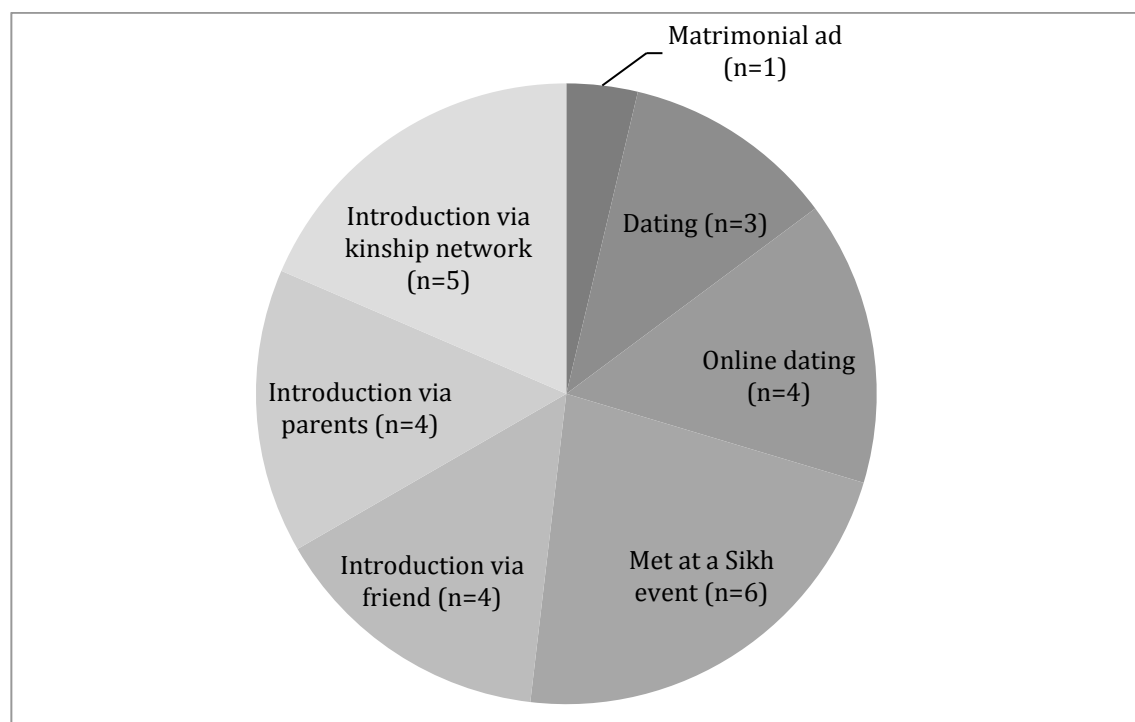 Matrimonial ad
(n=1)
Dating (n=3)
Online dating
(n=4)
Met at a Sikh
event (n=6)
Introduction via
friend (n=4)
Introduction via
parents (n=4)
Introduction via
kinship network
(n=5)